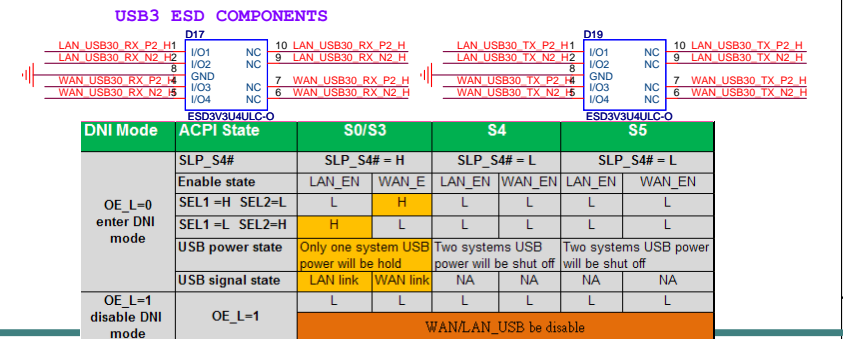 USB3 ESD COMPONENTS
D17
LAN_USB30_RX_P2_H 1 I/O1 NC 10 LAN_USB30_RX_P2_H
LAN_USB30_RX_N2_H 2 I/O2 NC 9 LAN_USB30_RX_N2_H
8 GND
WAN_USB30_RX_P2_H 4 I/O3 NC 7 WAN_USB30_RX_P2_H
WAN_USB30_RX_N2_H 5 I/O4 NC 6 WAN_USB30_RX_N2_H
ESD3V3U4ULC-O
D19
LAN_USB30_TX_P2_H 1 I/O1 NC 10 LAN_USB30_TX_P2_H
LAN_USB30_TX_N2_H 2 I/O2 NC 9 LAN_USB30_TX_N2_H
8 GND
WAN_USB30_TX_P2_H 4 I/O3 NC 7 WAN_USB30_TX_P2_H
WAN_USB30_TX_N2_H 5 I/O4 NC 6 WAN_USB30_TX_N2_H
ESD3V3U4ULC-O
DNI Mode ACPI State S0/S3 S4 S5
SLP_S4# SLP_S4# = H SLP_S4# = L SLP_S4# = L
Enable state LAN_EN WAN_E LAN_EN WAN_EN LAN_EN WAN_EN
OE_L=0
enter DNI
mode
SEL1 =H SEL2=L L H L L L L
SEL1 =L SEL2=H H L L L L L
USB power state Only one system USB Two systems USB Two systems USB power
power will be hold power will be shut off will be shut off
USB signal state LAN link WAN link NA NA NA NA
OE_L=1
disable DNI
mode
OE_L=1 L L L L L L
WAN/LAN_USB be disable